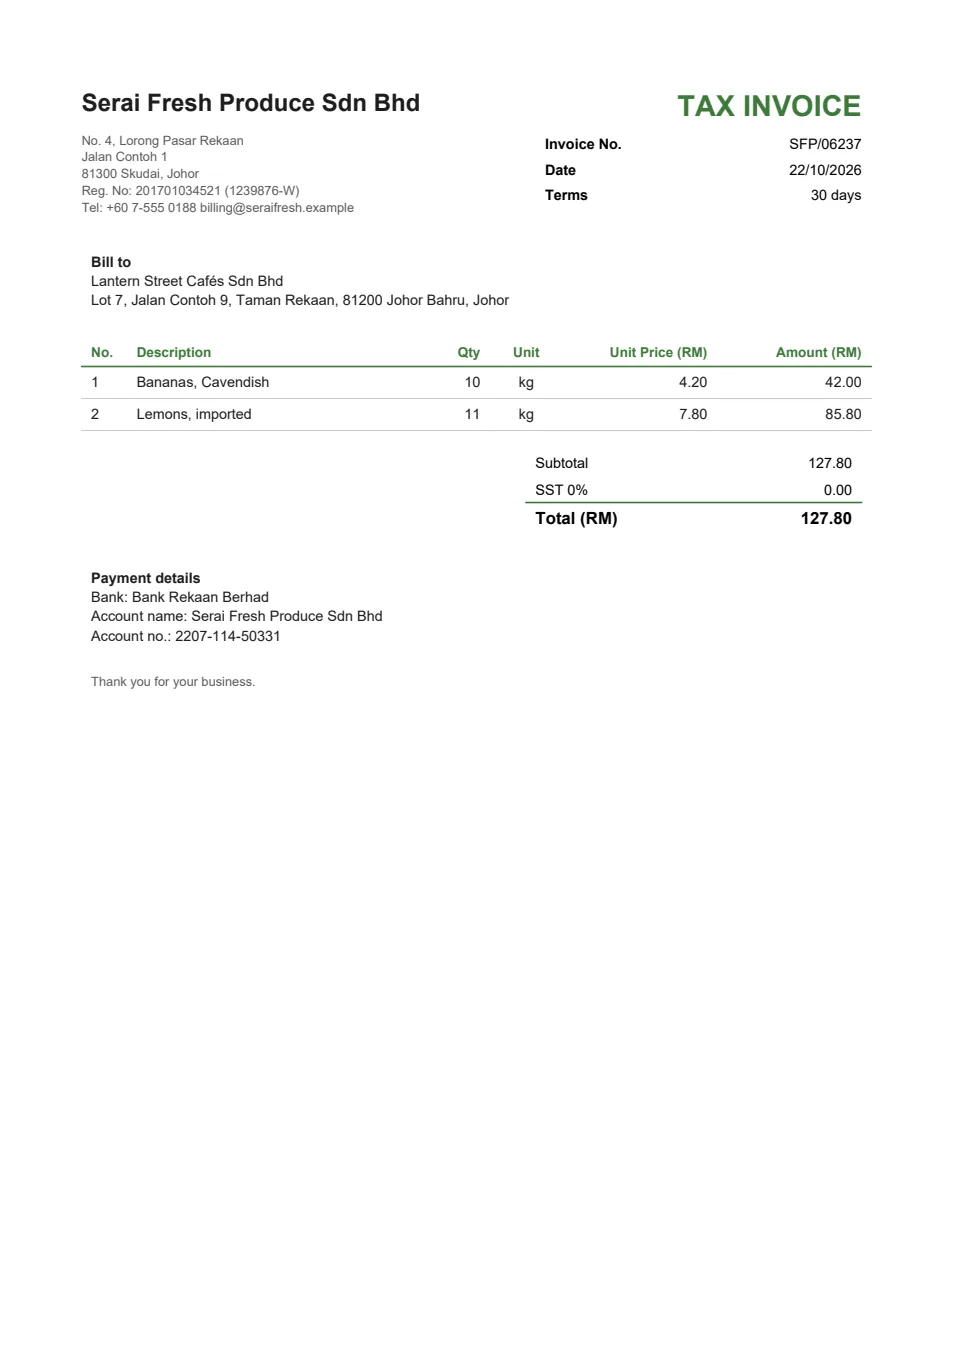 Serai Fresh Produce Sdn Bhd
TAX INVOICE
No. 4, Lorong Pasar Rekaan
Jalan Contoh 1
81300 Skudai, Johor
Reg. No: 201701034521 (1239876-W)
Tel: +60 7-555 0188 billing@seraifresh.example
Invoice No. SFP/06237
Date 22/10/2026
Terms 30 days
Bill to
Lantern Street Cafés Sdn Bhd
Lot 7, Jalan Contoh 9, Taman Rekaan, 81200 Johor Bahru, Johor
No. Description Qty Unit Unit Price (RM) Amount (RM)
1 Bananas, Cavendish 10 kg 4.20 42.00
2 Lemons, imported 11 kg 7.80 85.80
Subtotal 127.80
SST 0% 0.00
Total (RM) 127.80
Payment details
Bank: Bank Rekaan Berhad
Account name: Serai Fresh Produce Sdn Bhd
Account no.: 2207-114-50331
Thank you for your business.